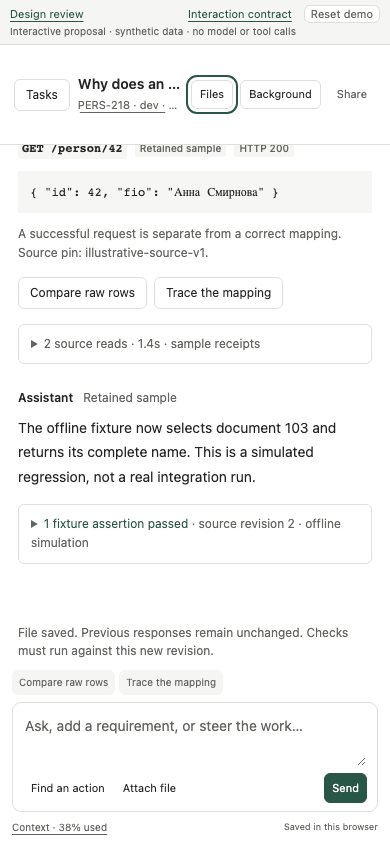 Design review
Interaction contract
Reset demo
Interactive proposal · synthetic data · no model or tool calls
Tasks
Why does an ...
PERS-218 · dev · ...
Files
Background
Share
GET /person/42
Retained sample
HTTP 200
{ "id": 42, "fio": "Анна Смирнова" }
A successful request is separate from a correct mapping.
Source pin: illustrative-source-v1.
Compare raw rows
Trace the mapping
▶ 2 source reads · 1.4s · sample receipts
Assistant Retained sample
The offline fixture now selects document 103 and
returns its complete name. This is a simulated
regression, not a real integration run.
▶ 1 fixture assertion passed · source revision 2 · offline
simulation
File saved. Previous responses remain unchanged. Checks
must run against this new revision.
Compare raw rows
Trace the mapping
Ask, add a requirement, or steer the work...
Find an action
Attach file
Send
Context · 38% used
Saved in this browser